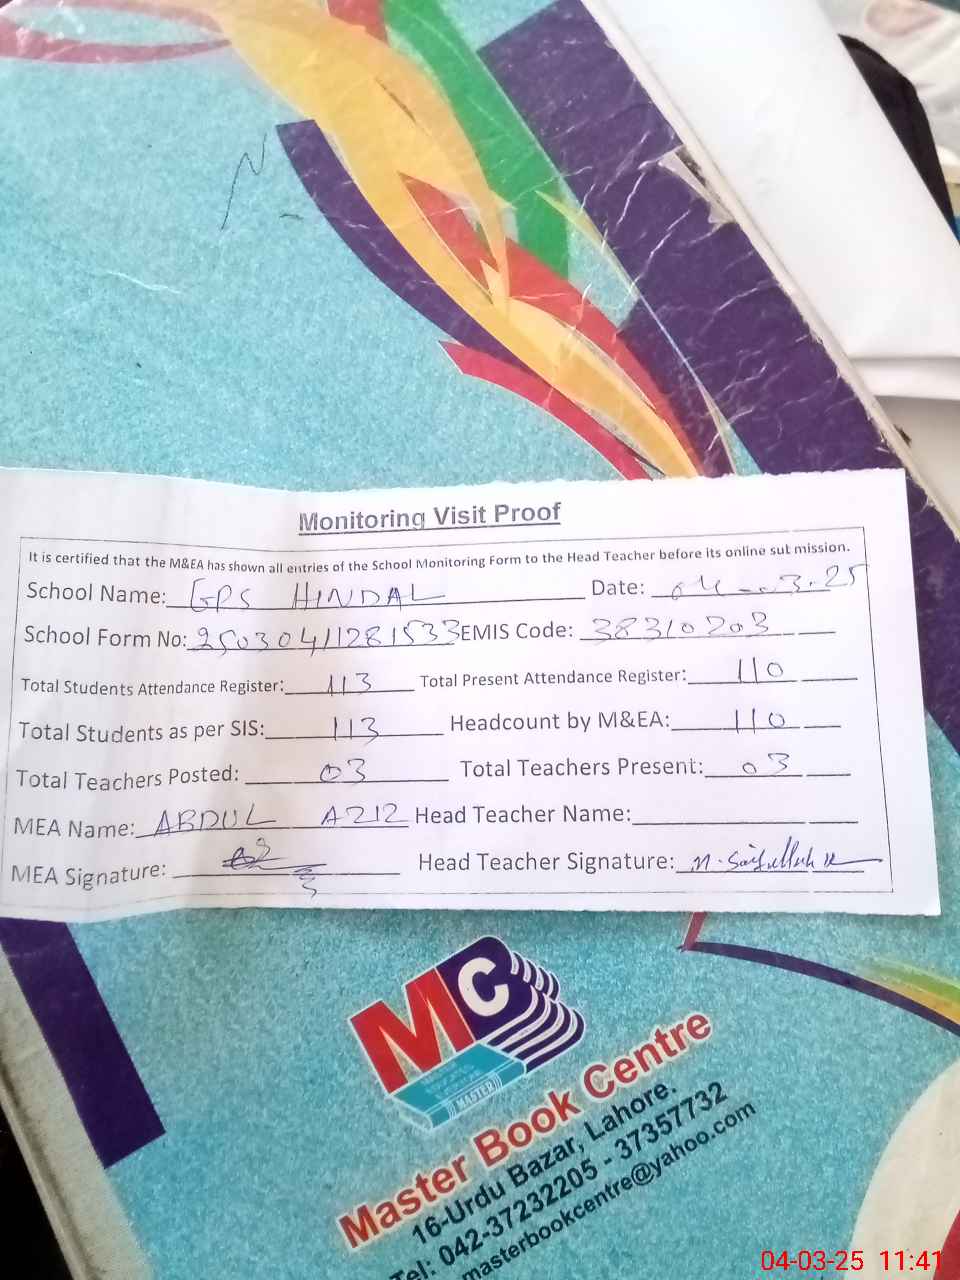 Monitoring Visit Proof
It is certified that the M&EA has shown all entries of the School Monitoring Form to the Head Teacher before its online submission.
School Name: GPS HINDAL Date: 04-03-25
School Form No: 25030411281533 EMIS Code: 38310203
Total Students Attendance Register: 113 Total Present Attendance Register: 110
Total Students as per SIS: 113 Headcount by M&EA: 110
Total Teachers Posted: 03 Total Teachers Present: 03
MEA Name: ABDUL AZIZ Head Teacher Name:
MEA Signature: Head Teacher Signature: M. Saifullah
MC
MASTER
Master Book Centre
16-Urdu Bazar, Lahore.
Tel: 042-37232205 - 37357732
masterbookcentre@yahoo.com
04-03-25 11:41